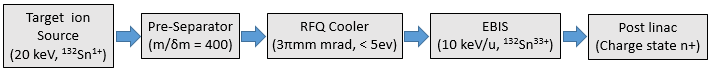 Target ion
Source
(20 keV, ¹³²Sn¹⁺)
Pre-Separator
(m/δm = 400)
RFQ Cooler
(3πmm mrad, < 5ev)
EBIS
(10 keV/u, ¹³²Sn³³⁺)
Post linac
(Charge state n+)